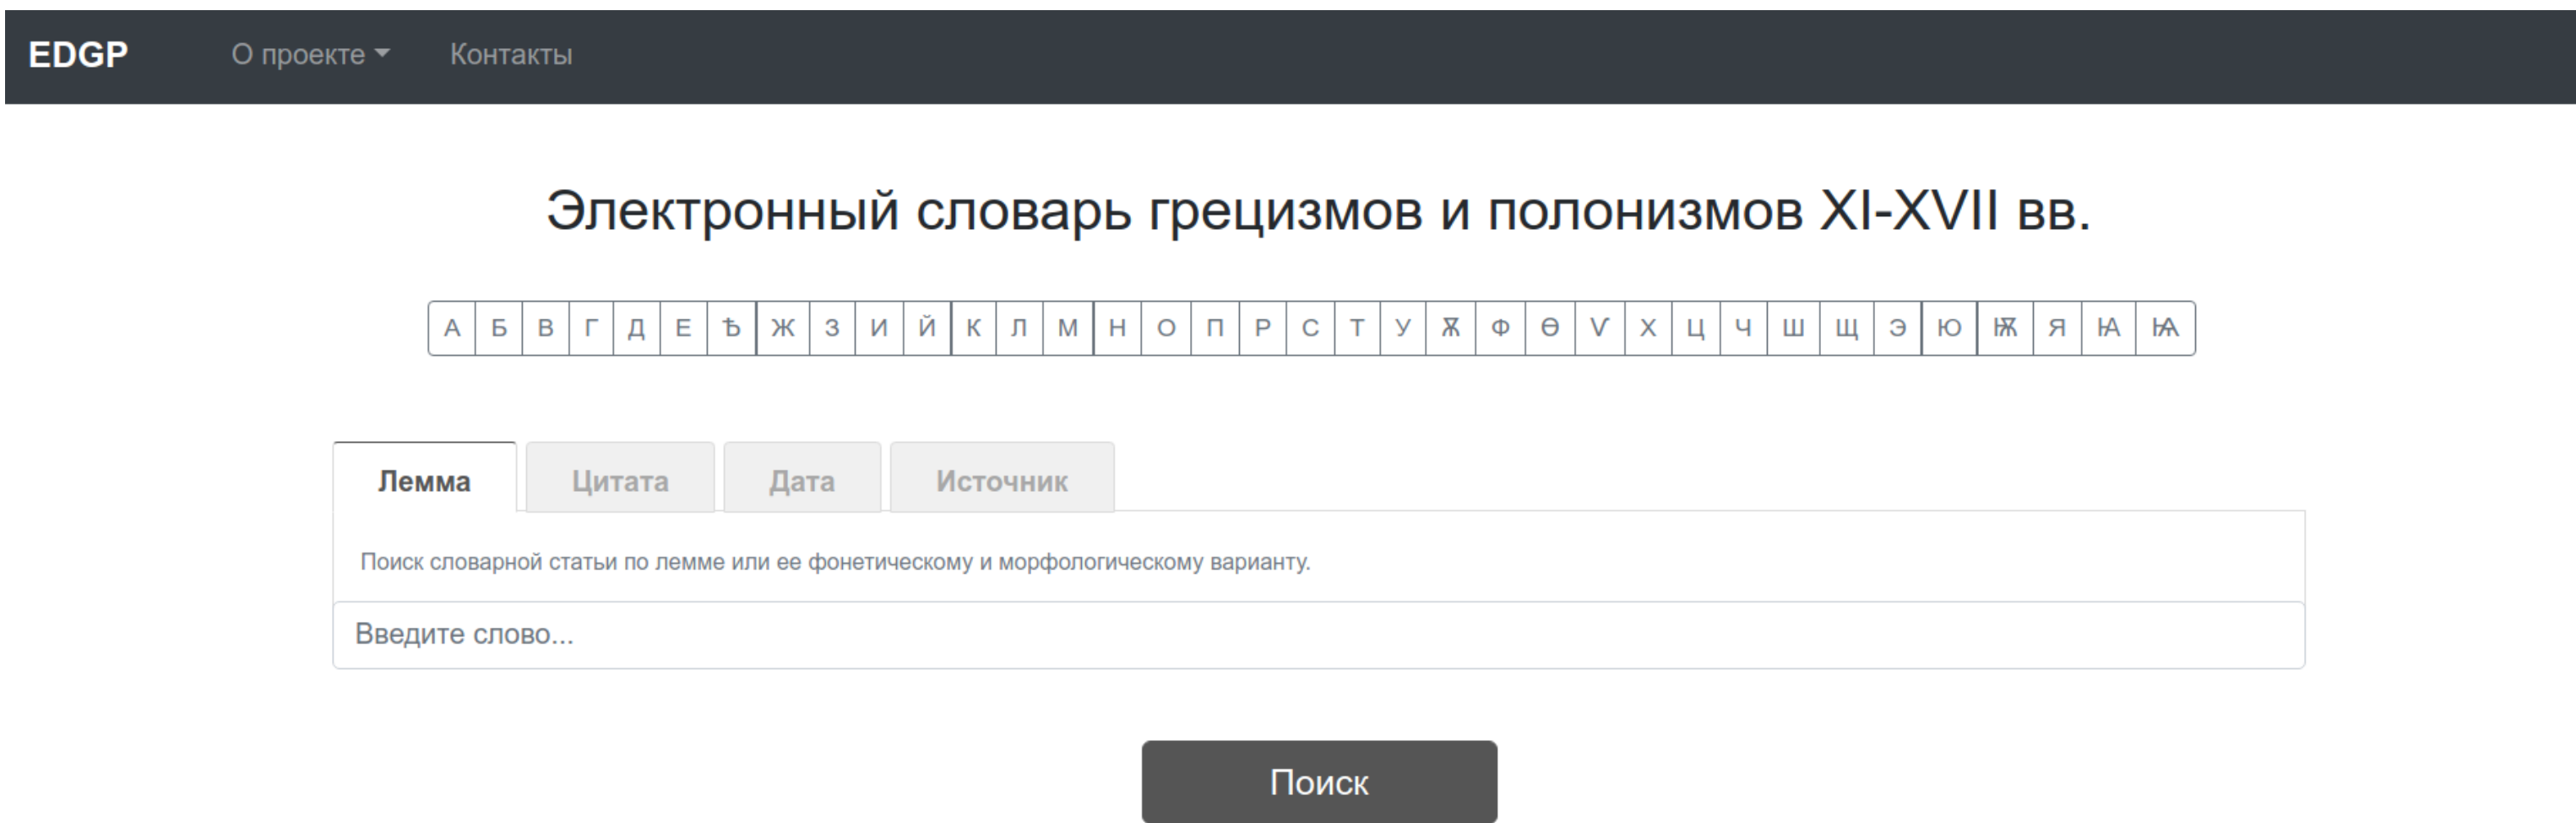 EDGP О проекте Контакты
Электронный словарь грецизмов и полонизмов XI-XVII вв.
А Б В Г Д Е Ѣ Ж З И Й К Л М Н О П Р С Т У Ѫ Ф Ѳ Ѵ Х Ц Ч Ш Щ Э Ю Ѭ Я Ꙗ Ѩ
Лемма Цитата Дата Источник
Поиск словарной статьи по лемме или ее фонетическому и морфологическому варианту.
Введите слово...
Поиск